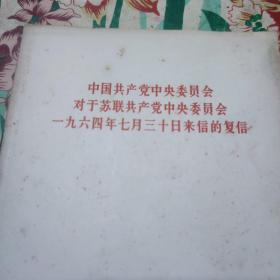 中国共产党中央委员会
对于苏联共产党中央委员会
一九六四年七月三十日来信的复信